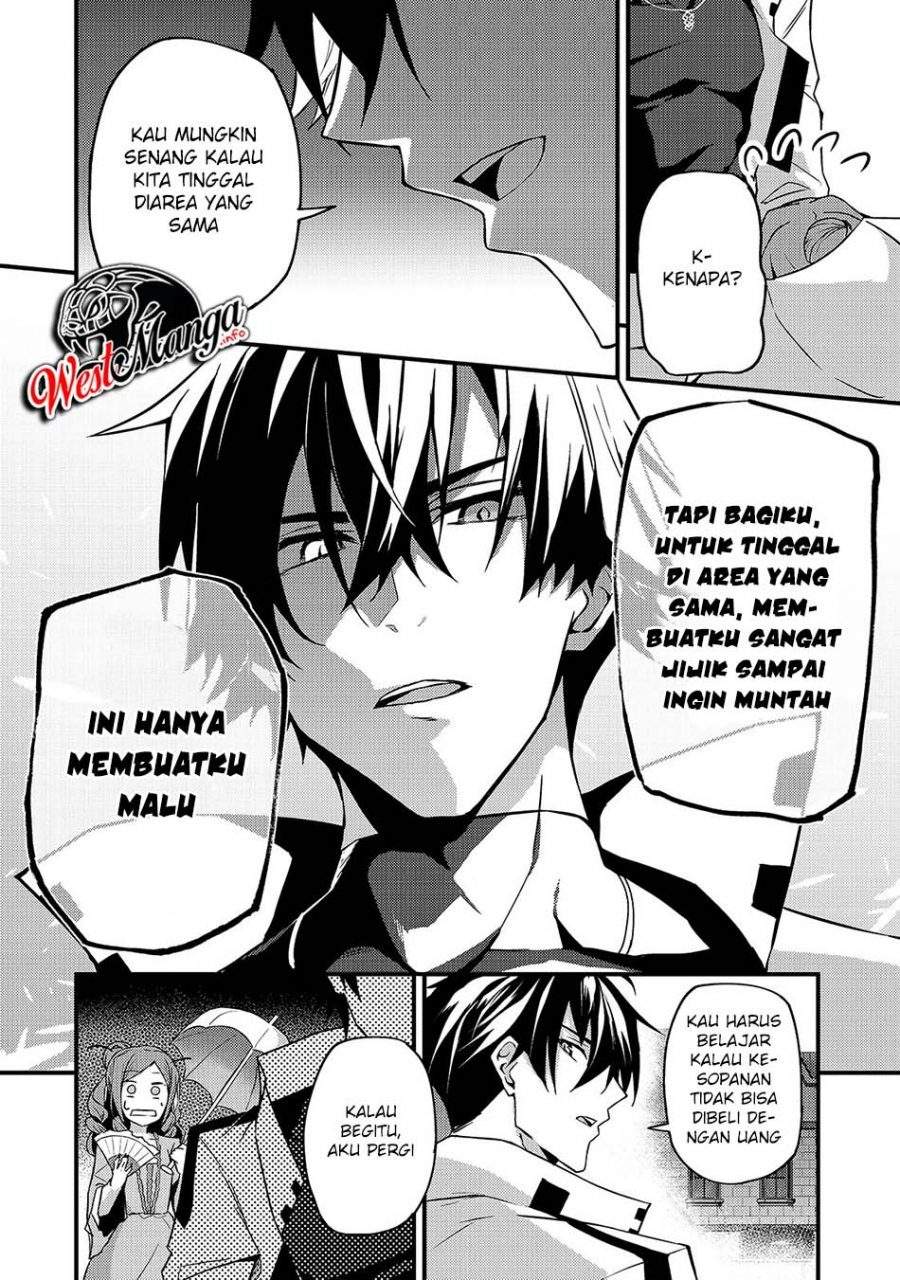 K-
KENAPA?
KAU MUNGKIN
SENANG KALAU
KITA TINGGAL
DIAREA YANG
SAMA
WestManga
.info
TAPI BAGIKU,
UNTUK TINGGAL
DI AREA YANG
SAMA, MEM-
BUATKU SANGAT
JIJIK SAMPAI
INGIN MUNTAH
INI HANYA
MEMBUATKU
MALU
KAU HARUS
BELAJAR
KALAU KE-
SOPANAN
TIDAK BISA
DIBELI DE-
NGAN UANG
KALAU
BEGITU,
AKU PERGI